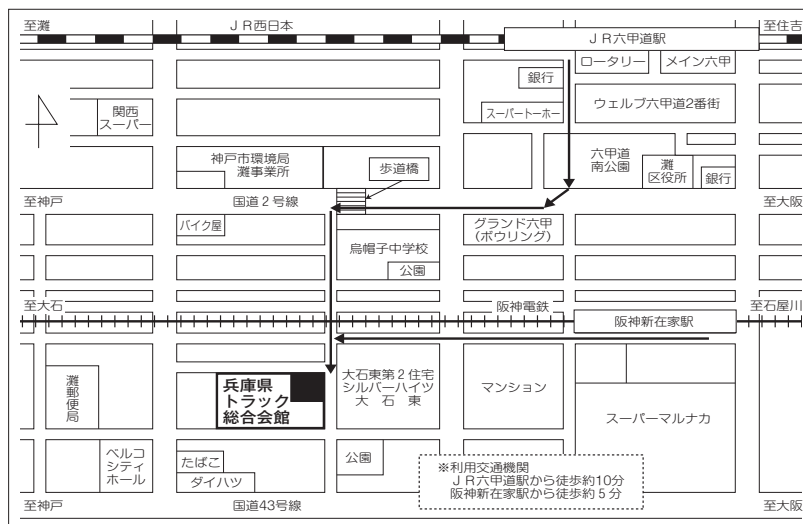 至灘
JR西日本
JR六甲道駅
至住吉
ロータリー
メイン六甲
銀行
関西
スーパー
スーパートーホー
ウェルブ六甲道2番街
神戸市環境局
灘事業所
歩道橋
六甲道
南公園
灘
区役所
銀行
至神戸
国道2号線
至大阪
バイク屋
グランド六甲
(ボウリング)
烏帽子中学校
公園
至大石
阪神電鉄
至石屋川
阪神新在家駅
灘郵便局
兵庫県
トラック
総合会館
大石東第2住宅
シルバーハイツ
大石東
マンション
スーパーマルナカ
ベルコ
シティ
ホール
たばこ
ダイハツ
公園
※利用交通機関
JR六甲道駅から徒歩約10分
阪神新在家駅から徒歩約5分
至神戸
国道43号線
至大阪